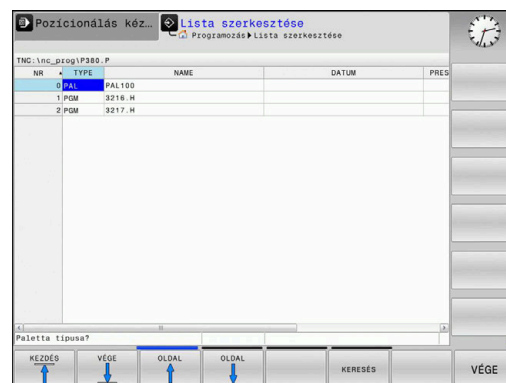 Pozícionálás kéz...
Lista szerkesztése
Programozás▶Lista szerkesztése
TNC:\nc_prog\P380.P
NR TYPE NAME DATUM PRES
0 PAL PAL100
1 PGM 3216.H
2 PGM 3217.H
Paletta típusa?
KEZDÉS VÉGE OLDAL OLDAL KERESÉS VÉGE